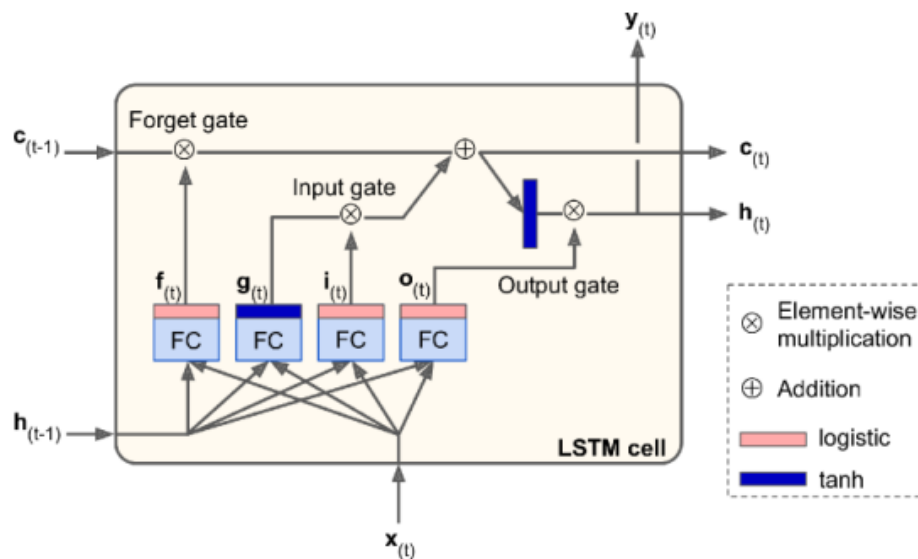 y(t)
Forget gate
c(t-1)
c(t)
Input gate
h(t)
f(t) g(t) i(t) o(t)
Output gate
FC FC FC FC
h(t-1)
LSTM cell
x(t)
Element-wise
multiplication
Addition
logistic
tanh